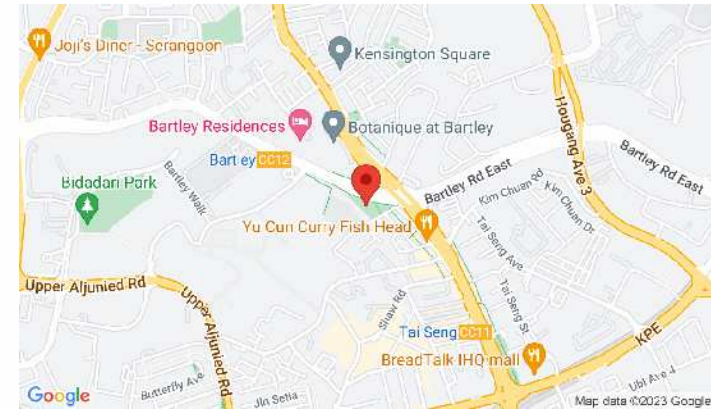 Joji's Diner - Serangoon
Kensington Square
Bartley Residences
Botanique at Bartley
Hougang Ave 3
Bartley CC12
Bartley Rd East
Bartley Rd East
Bidadari Park
Bartley Walk
Kim Chuan Rd
Kim Chuan Dr
Yu Cun Curry Fish Head
Tai Seng Ave
Upper Aljunied Rd
Upper Aljunied Rd
Tai Seng St
Shaw Rd
Tai Seng CC11
KPE
BreadTalk IHQ mall
Butterfly Ave
Jln Setia
Ubi Ave 4
Google
Map data ©2023 Google